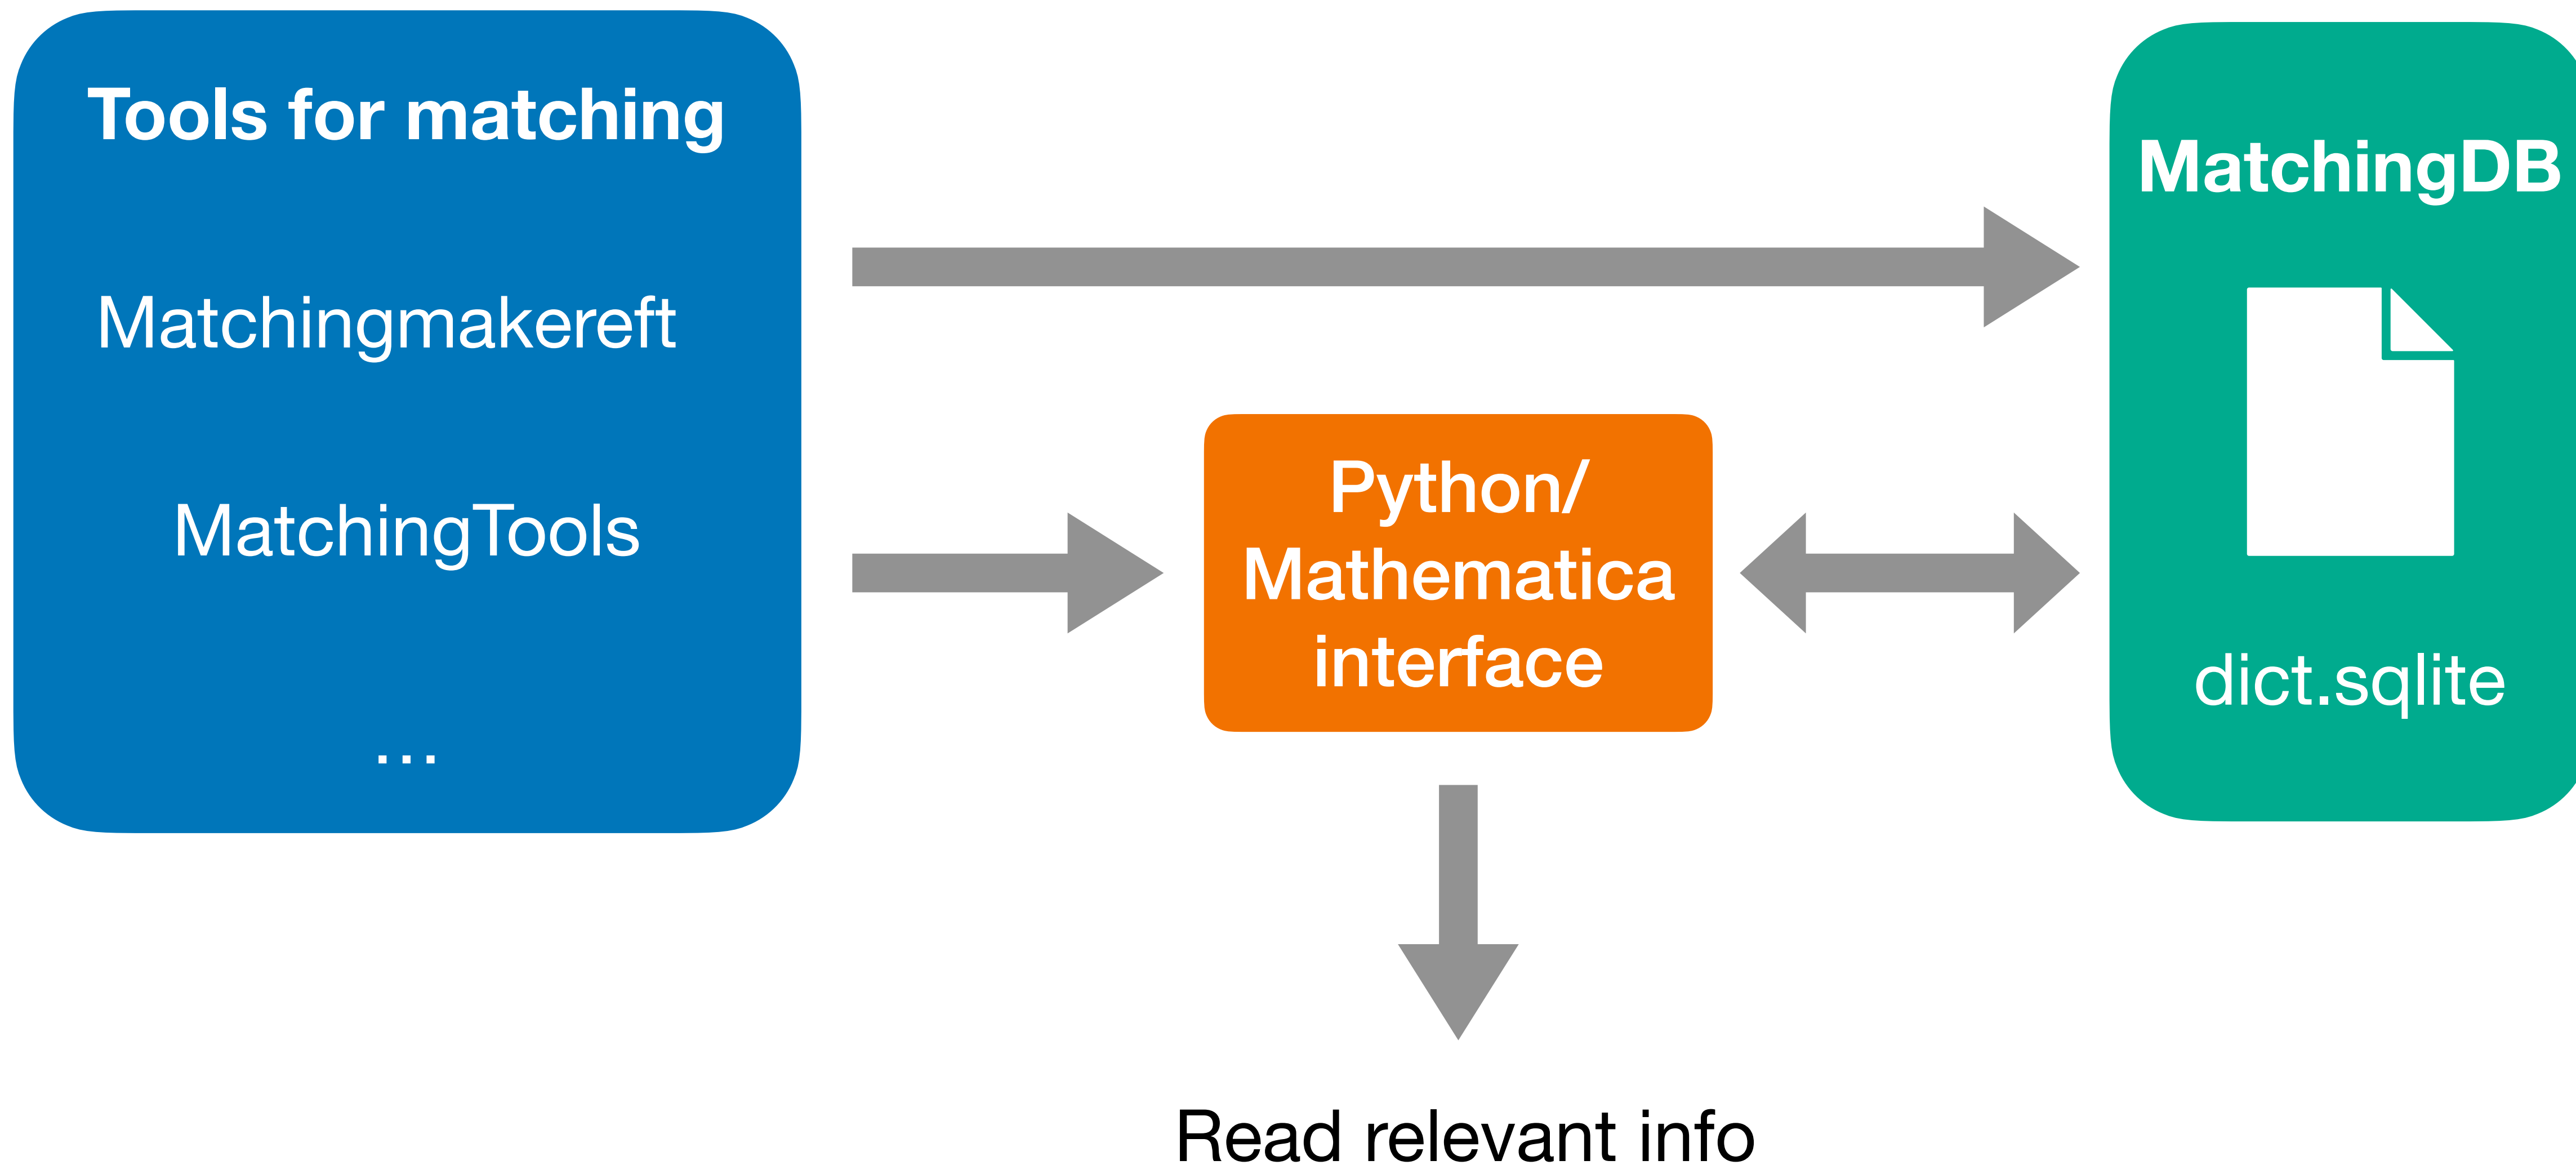 Tools for matching
Matchingmakereft
MatchingTools
...
Python/
Mathematica
interface
MatchingDB
dict.sqlite
Read relevant info